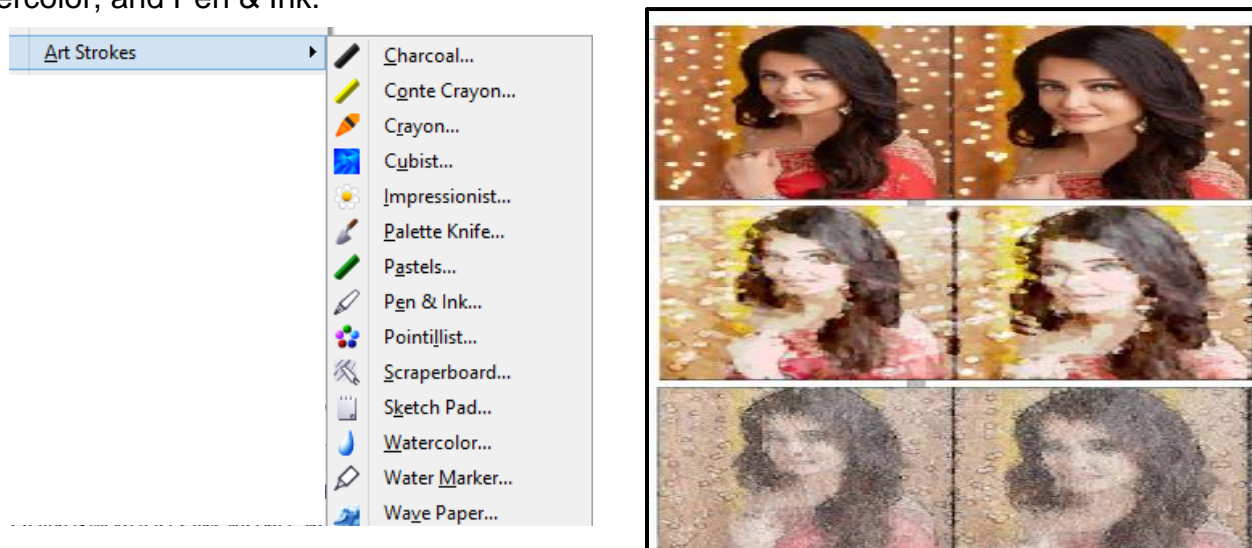 and Pen & Ink.
Art Strokes
Charcoal...
Conte Crayon...
Crayon...
Cubist...
Impressionist...
Palette Knife...
Pastels...
Pen & Ink...
Pointillist...
Scraperboard...
Sketch Pad...
Watercolor...
Water Marker...
Wave Paper...